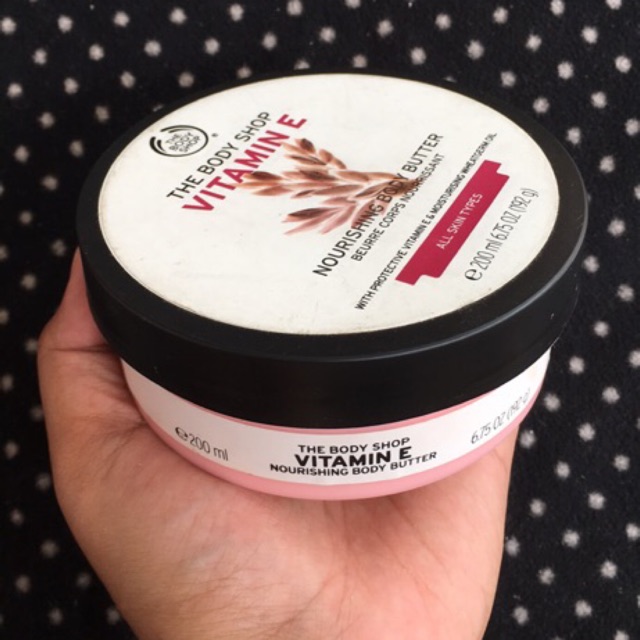 THE BODY SHOP
®
THE BODY SHOP
VITAMIN E
NOURISHING BODY BUTTER
BEURRE CORPS NOURRISSANT
WITH PROTECTIVE VITAMIN E & MOISTURISING WHEATGERM OIL
ALL SKIN TYPES
℮ 200 ml 6.75 OZ (192 g)
℮ 200 ml
THE BODY SHOP
VITAMIN E
NOURISHING BODY BUTTER
6.75 OZ (192 g)